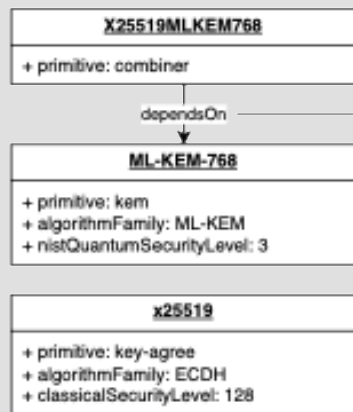 X25519MLKEM768
+ primitive: combiner
dependsOn
ML-KEM-768
+ primitive: kem
+ algorithmFamily: ML-KEM
+ nistQuantumSecurityLevel: 3
x25519
+ primitive: key-agree
+ algorithmFamily: ECDH
+ classicalSecurityLevel: 128